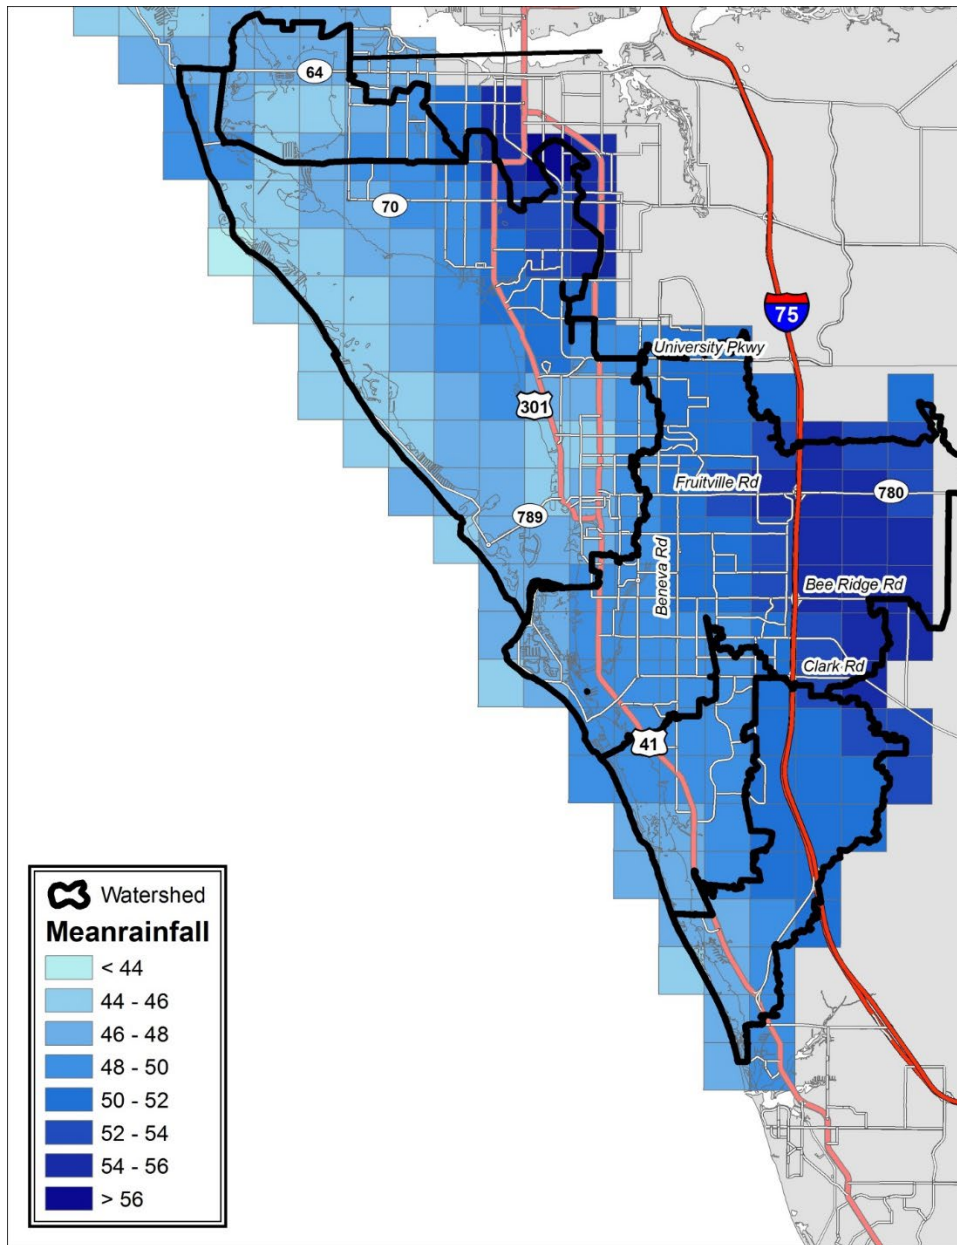 64
70
75
University Pkwy
301
Fruitville Rd
780
789
Beneva Rd
Bee Ridge Rd
Clark Rd
41
Watershed
Meanrainfall
< 44
44 - 46
46 - 48
48 - 50
50 - 52
52 - 54
54 - 56
> 56